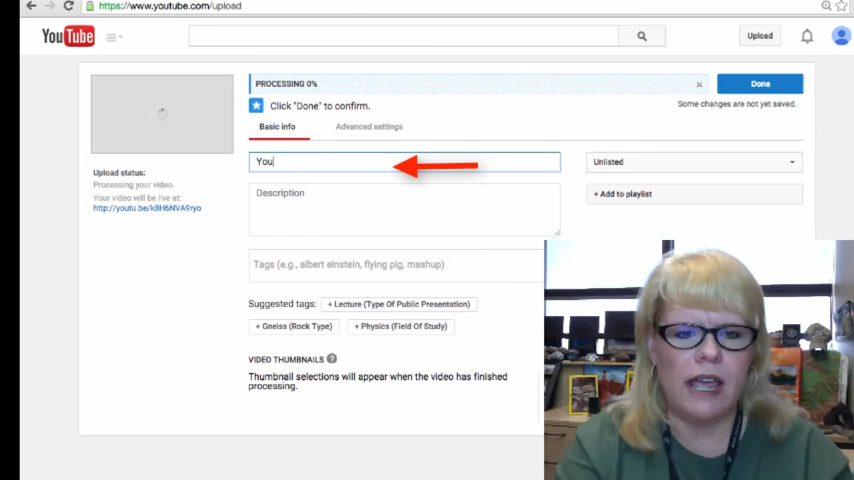 https://www.youtube.com/upload
YouTube
Upload
PROCESSING 0%
Done
Click "Done" to confirm.
Some changes are not yet saved.
Basic info
Advanced settings
You
Unlisted
Upload status:
Processing your video.
Your video will be live at:
http://youtu.be/kBH6NVA9ryo
Description
+ Add to playlist
Tags (e.g., albert einstein, flying pig, mashup)
Suggested tags:
+ Lecture (Type Of Public Presentation)
+ Gneiss (Rock Type)
+ Physics (Field Of Study)
VIDEO THUMBNAILS ?
Thumbnail selections will appear when the video has finished
processing.